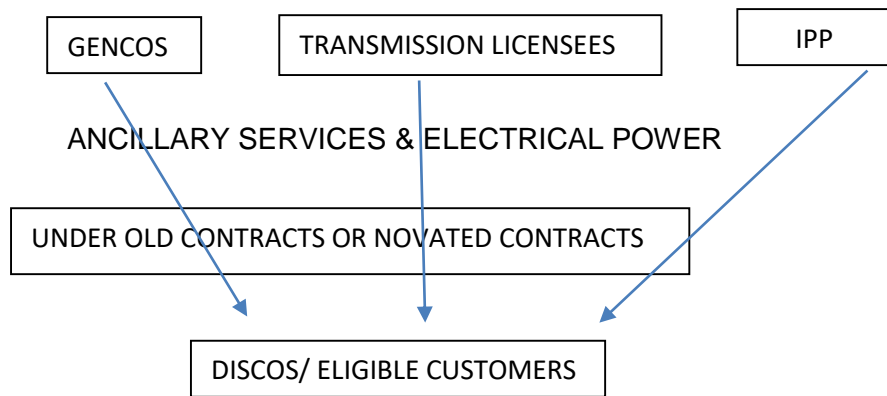 GENCOS
TRANSMISSION LICENSEES
IPP
ANCILLARY SERVICES & ELECTRICAL POWER
UNDER OLD CONTRACTS OR NOVATED CONTRACTS
DISCOS/ ELIGIBLE CUSTOMERS